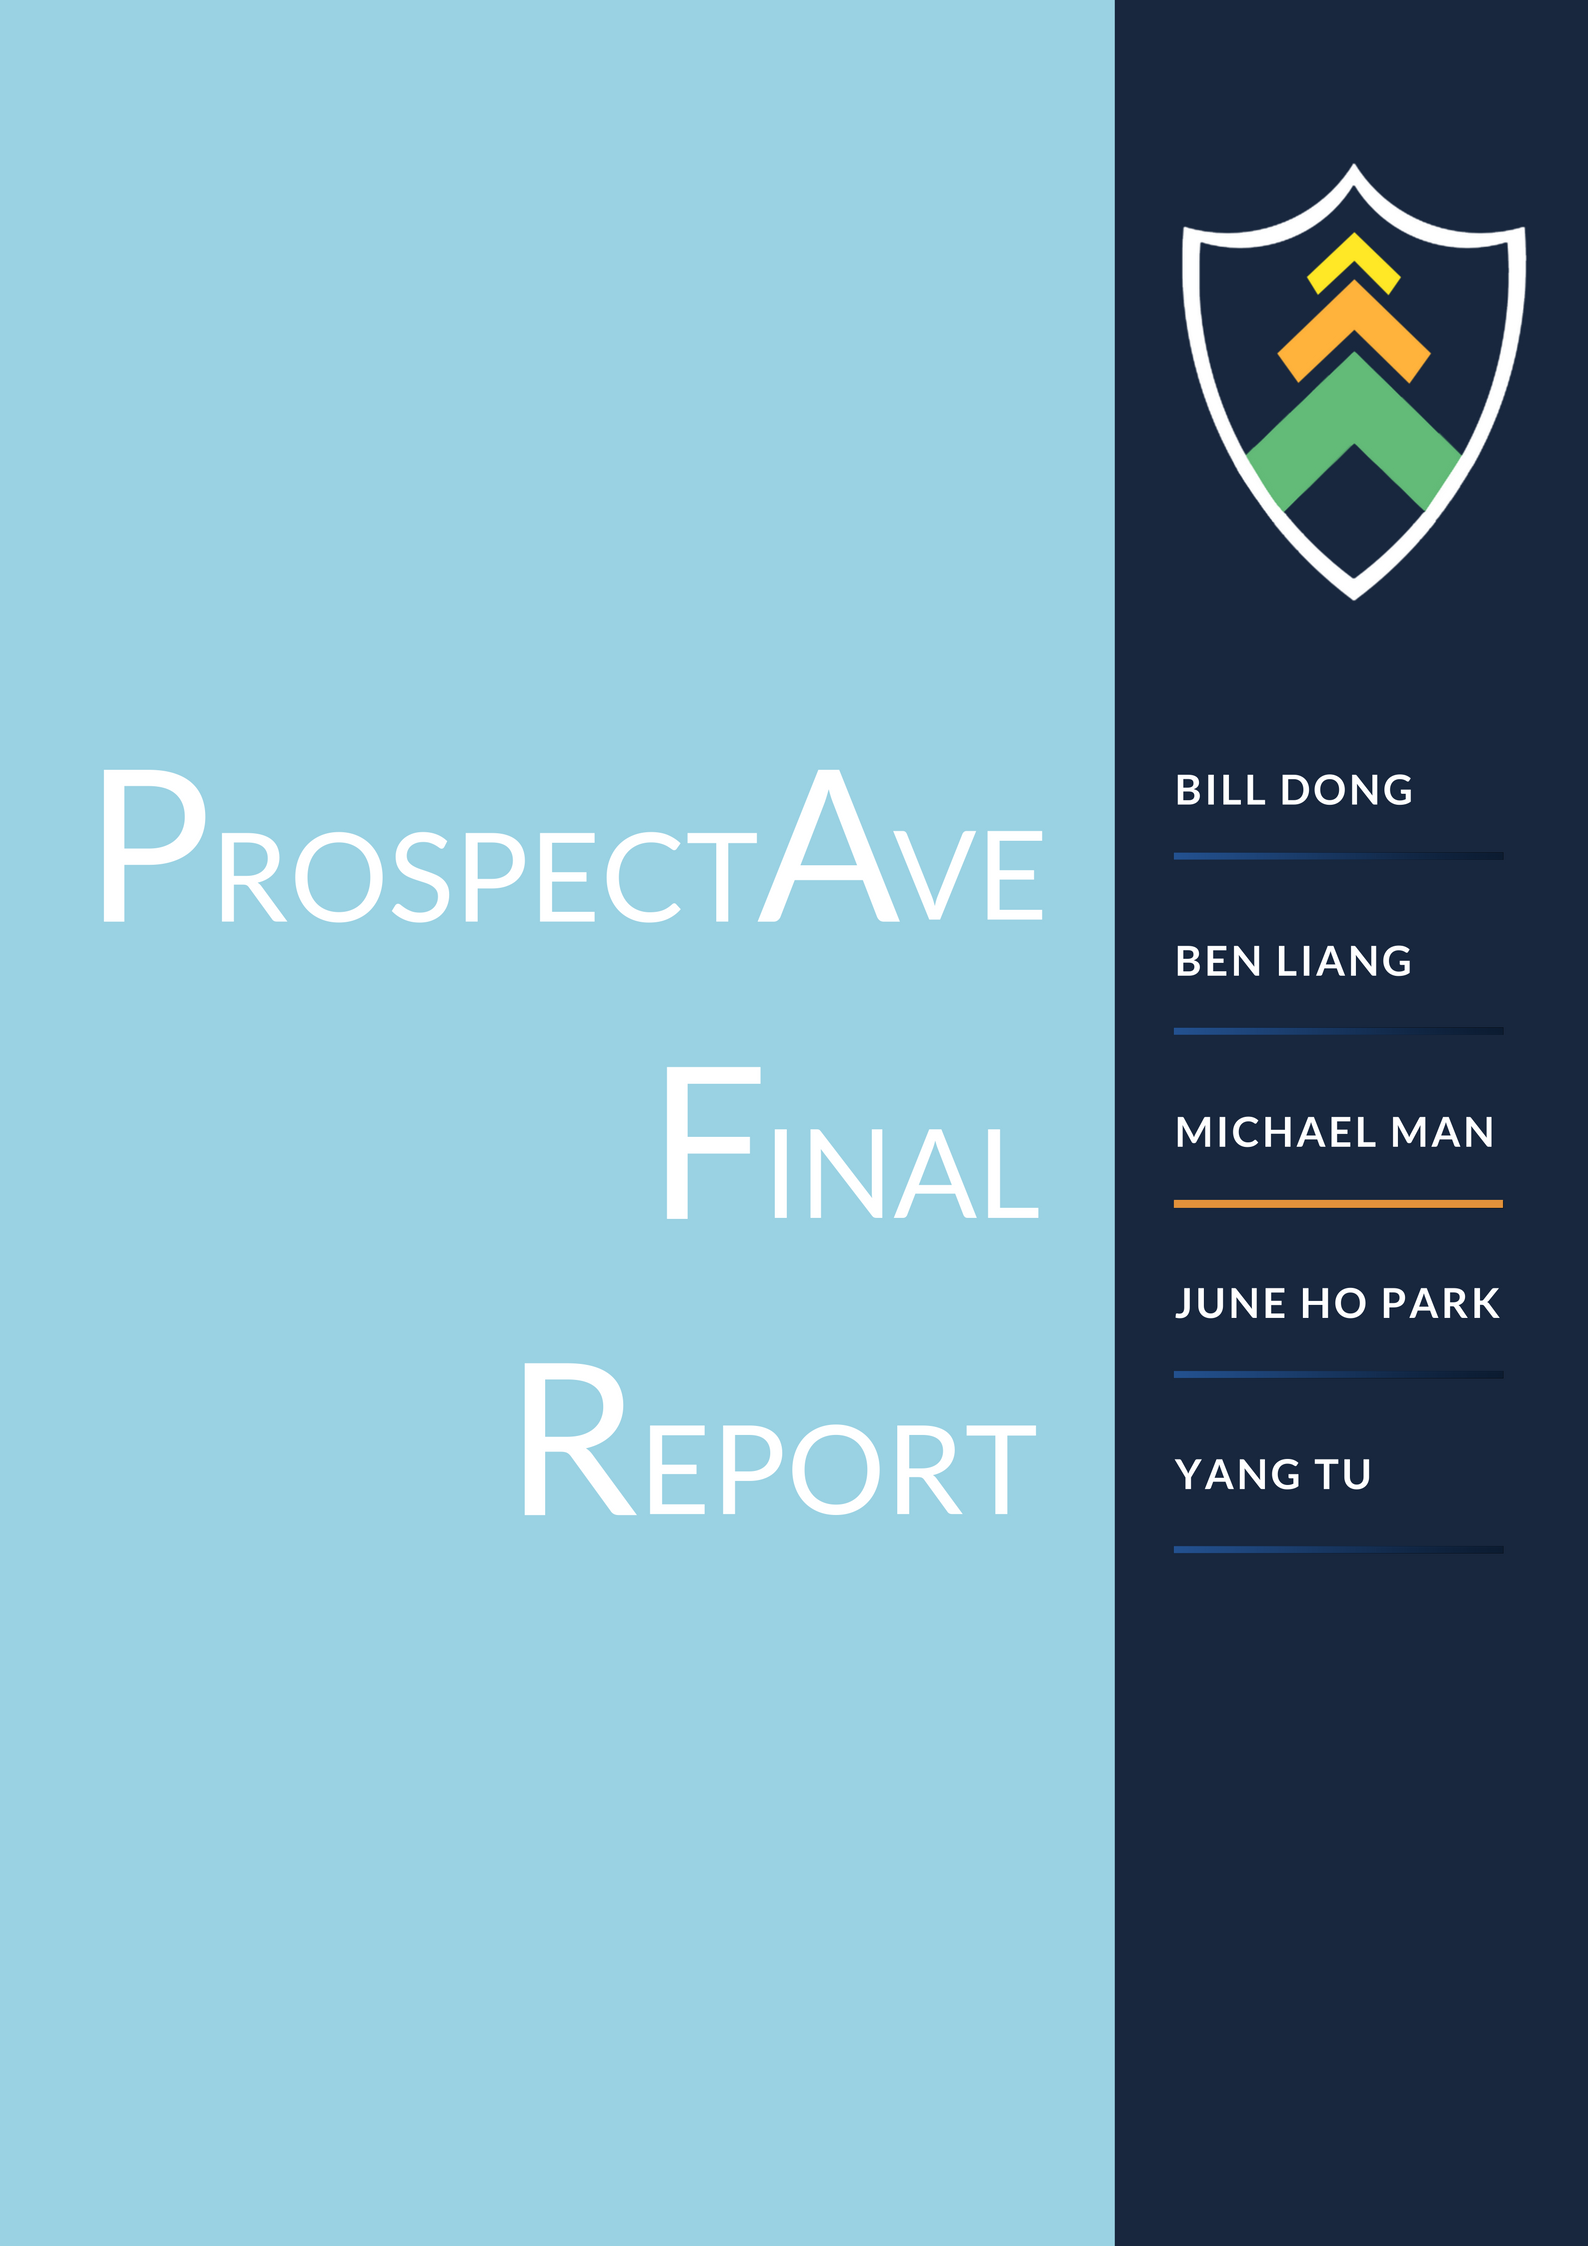 PROSPECTAVE
FINAL
REPORT
BILL DONG
BEN LIANG
MICHAEL MAN
JUNE HO PARK
YANG TU